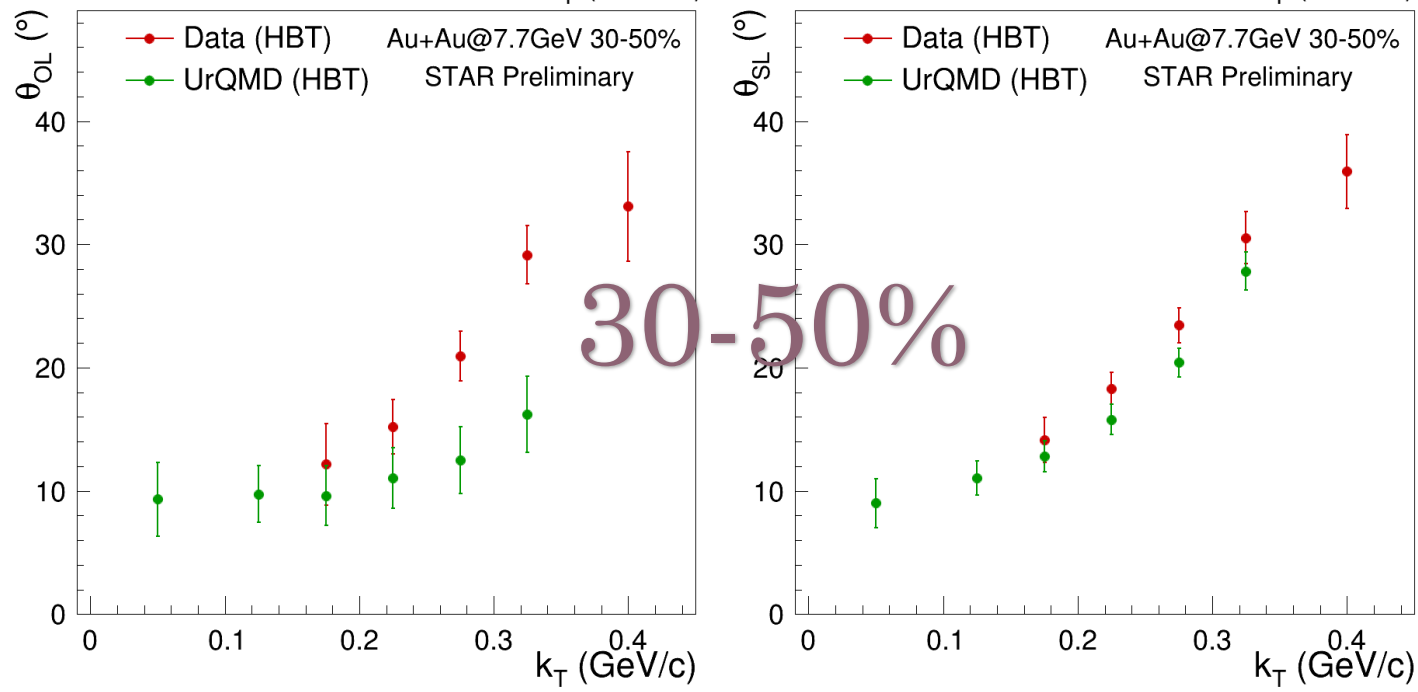 θOL (°)
Data (HBT)
Au+Au@7.7GeV 30-50%
UrQMD (HBT)
STAR Preliminary
40
30
20
10
0
0 0.1 0.2 0.3 0.4
kT (GeV/c)
θSL (°)
Data (HBT)
Au+Au@7.7GeV 30-50%
UrQMD (HBT)
STAR Preliminary
40
30
20
10
0
0 0.1 0.2 0.3 0.4
kT (GeV/c)
30-50%